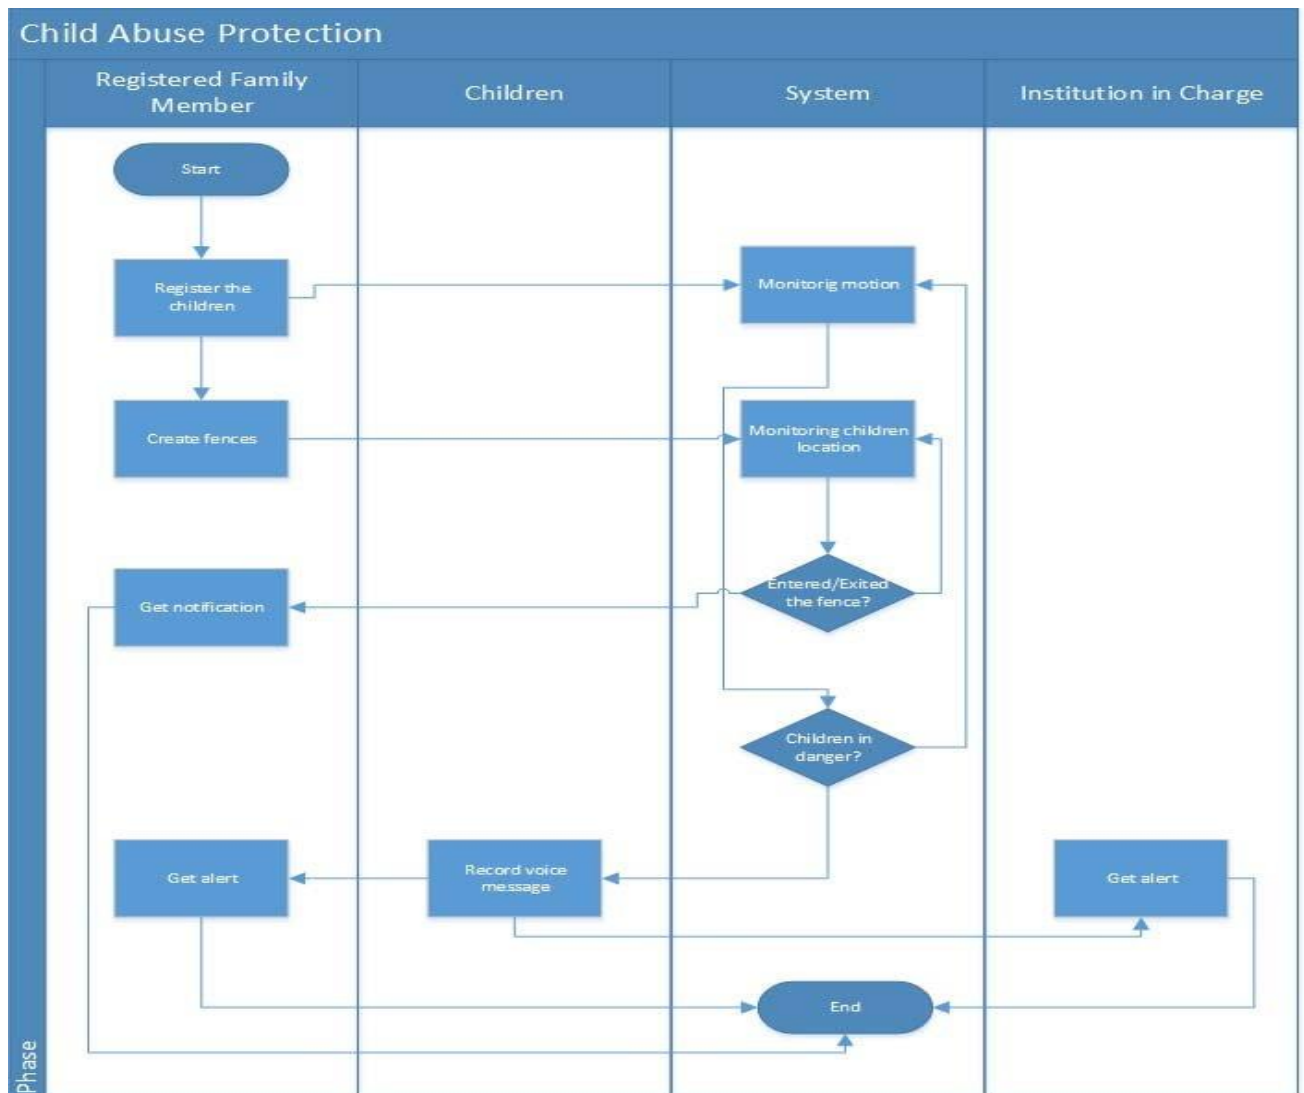 Child Abuse Protection
Registered Family
Member
Children
System
Institution in Charge
Start
Register the
children
Monitorig motion
Create fences
Monitoring children
location
Get notification
Entered/Exited
the fence?
Children in
danger?
Get alert
Record voice
message
Get alert
End
Phase